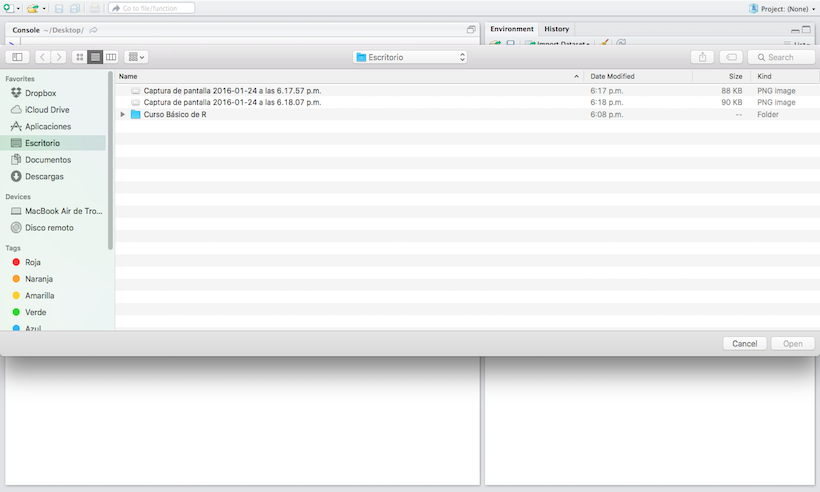 Go to file/function
Project: (None)
Console ~/Desktop/
Environment History
Import Dataset
Escritorio
Search
Favorites
Dropbox
iCloud Drive
Aplicaciones
Escritorio
Documentos
Descargas
Devices
MacBook Air de Tro...
Disco remoto
Tags
Roja
Naranja
Amarilla
Verde
Azul
Name Date Modified Size Kind
Captura de pantalla 2016-01-24 a las 6.17.57 p.m. 6:17 p.m. 88 KB PNG image
Captura de pantalla 2016-01-24 a las 6.18.07 p.m. 6:18 p.m. 90 KB PNG image
Curso Básico de R 6:08 p.m. -- Folder
Cancel Open